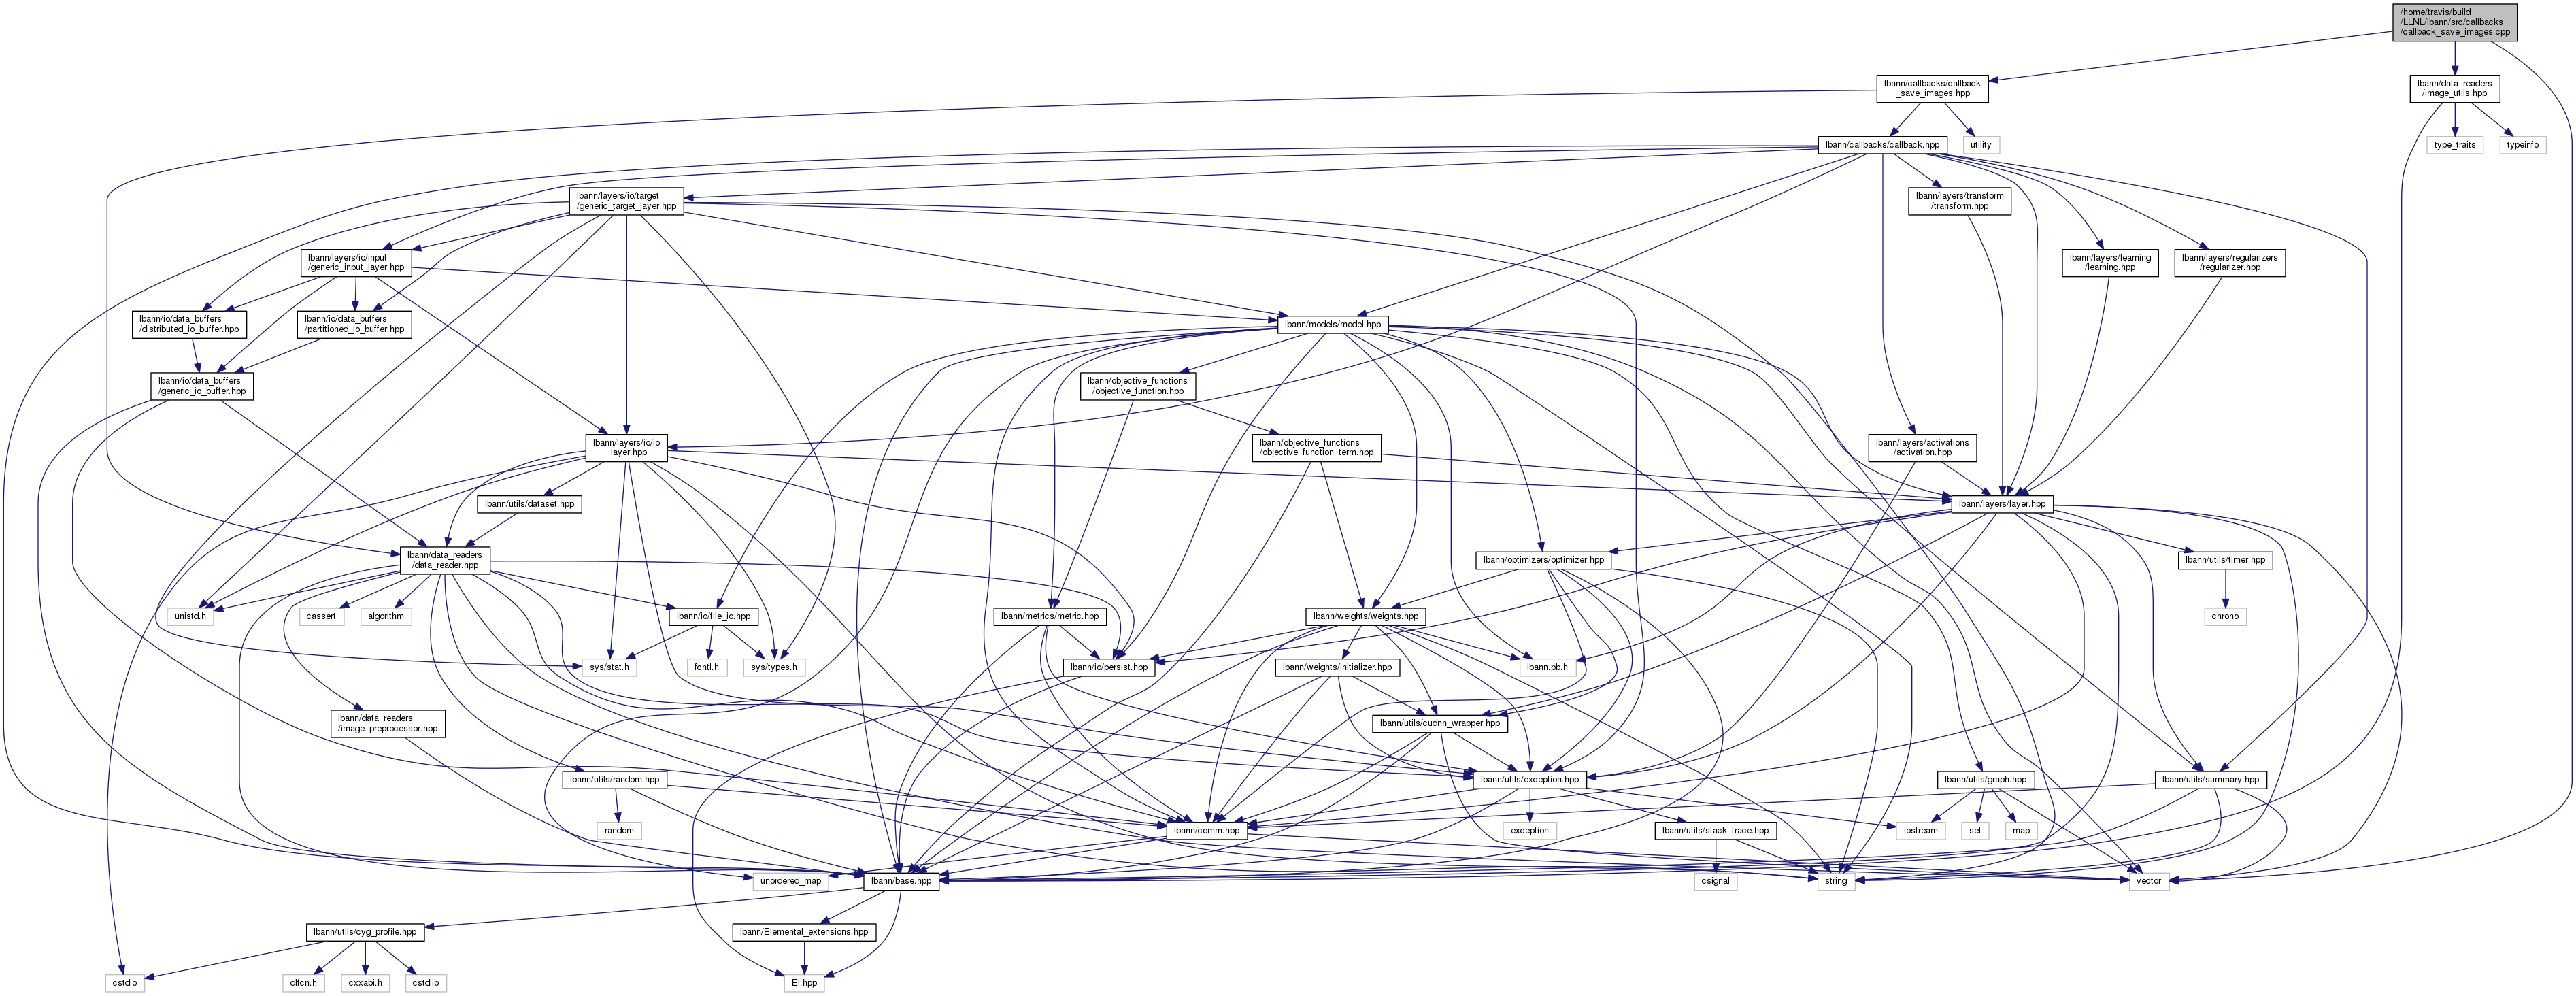 /home/travis/build
/LLNL/lbann/src/callbacks
/callback_save_images.cpp
lbann/callbacks/callback
_save_images.hpp
lbann/data_readers
/image_utils.hpp
lbann/callbacks/callback.hpp
utility
type_traits
typeinfo
lbann/layers/io/target
/generic_target_layer.hpp
lbann/layers/transform
/transform.hpp
lbann/layers/io/input
/generic_input_layer.hpp
lbann/layers/learning
/learning.hpp
lbann/layers/regularizers
/regularizer.hpp
lbann/io/data_buffers
/distributed_io_buffer.hpp
lbann/io/data_buffers
/partitioned_io_buffer.hpp
lbann/models/model.hpp
lbann/io/data_buffers
/generic_io_buffer.hpp
lbann/objective_functions
/objective_function.hpp
lbann/layers/io/io
_layer.hpp
lbann/objective_functions
/objective_function_term.hpp
lbann/layers/activations
/activation.hpp
lbann/utils/dataset.hpp
lbann/layers/layer.hpp
lbann/data_readers
/data_reader.hpp
lbann/optimizers/optimizer.hpp
lbann/utils/timer.hpp
unistd.h
cassert
algorithm
lbann/io/file_io.hpp
lbann/metrics/metric.hpp
lbann/weights/weights.hpp
chrono
sys/stat.h
fcntl.h
sys/types.h
lbann/io/persist.hpp
lbann/weights/initializer.hpp
lbann.pb.h
lbann/data_readers
/image_preprocessor.hpp
lbann/utils/cudnn_wrapper.hpp
lbann/utils/random.hpp
lbann/utils/exception.hpp
lbann/utils/graph.hpp
lbann/utils/summary.hpp
random
lbann/comm.hpp
exception
lbann/utils/stack_trace.hpp
iostream
set
map
unordered_map
lbann/base.hpp
csignal
string
vector
lbann/utils/cyg_profile.hpp
lbann/Elemental_extensions.hpp
cstdio
dlfcn.h
cxxabi.h
cstdlib
El.hpp